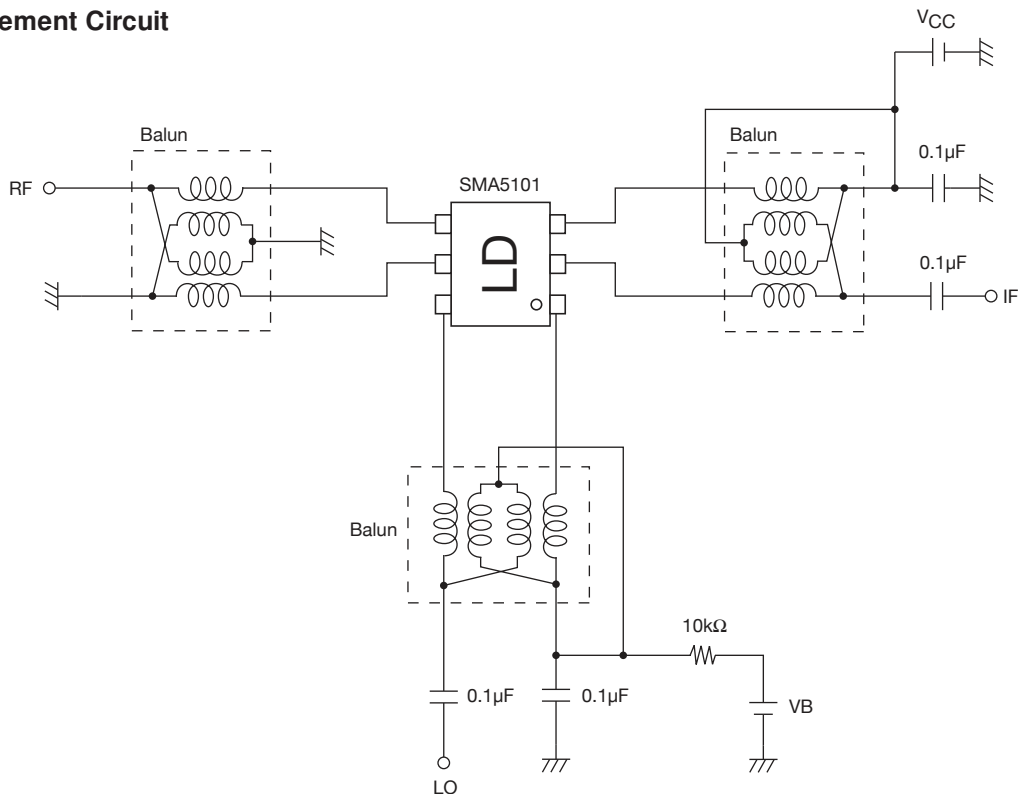 ement Circuit
VCC
Balun
Balun
0.1µF
RF
SMA5101
LD
0.1µF
IF
Balun
10kΩ
0.1µF
0.1µF
VB
LO